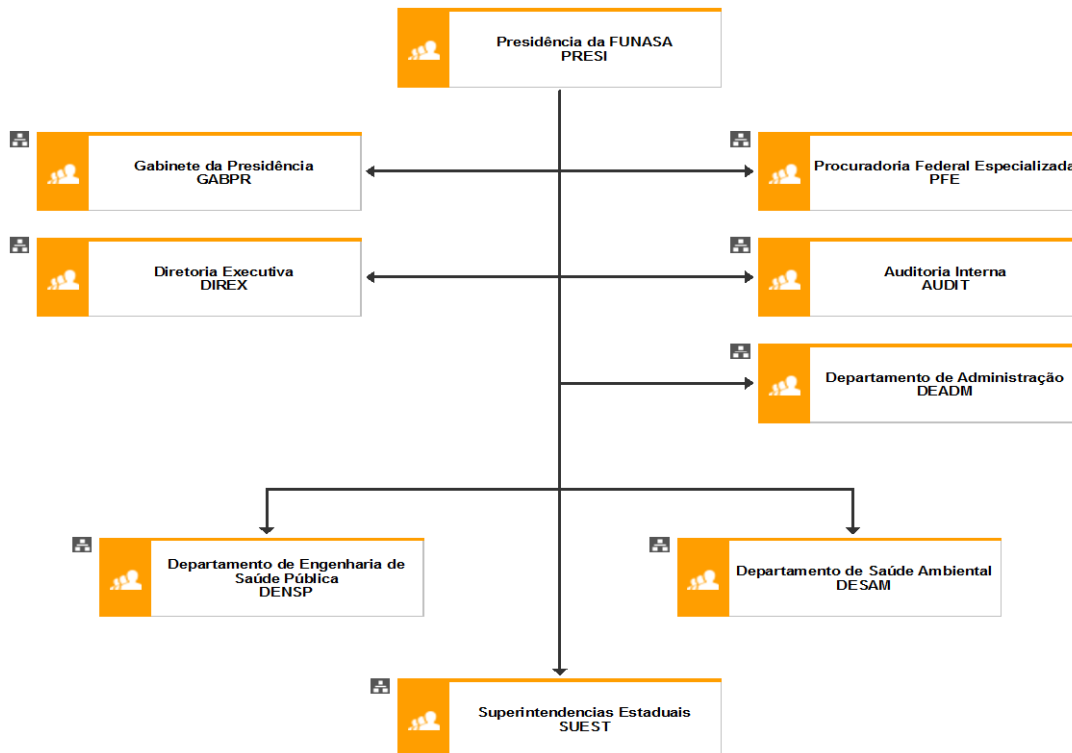 Presidência da FUNASA
PRESI
Gabinete da Presidência
GABPR
Procuradoria Federal Especializada
PFE
Diretoria Executiva
DIREX
Auditoria Interna
AUDIT
Departamento de Administração
DEADM
Departamento de Engenharia de
Saúde Pública
DENSP
Departamento de Saúde Ambiental
DESAM
Superintendencias Estaduais
SUEST